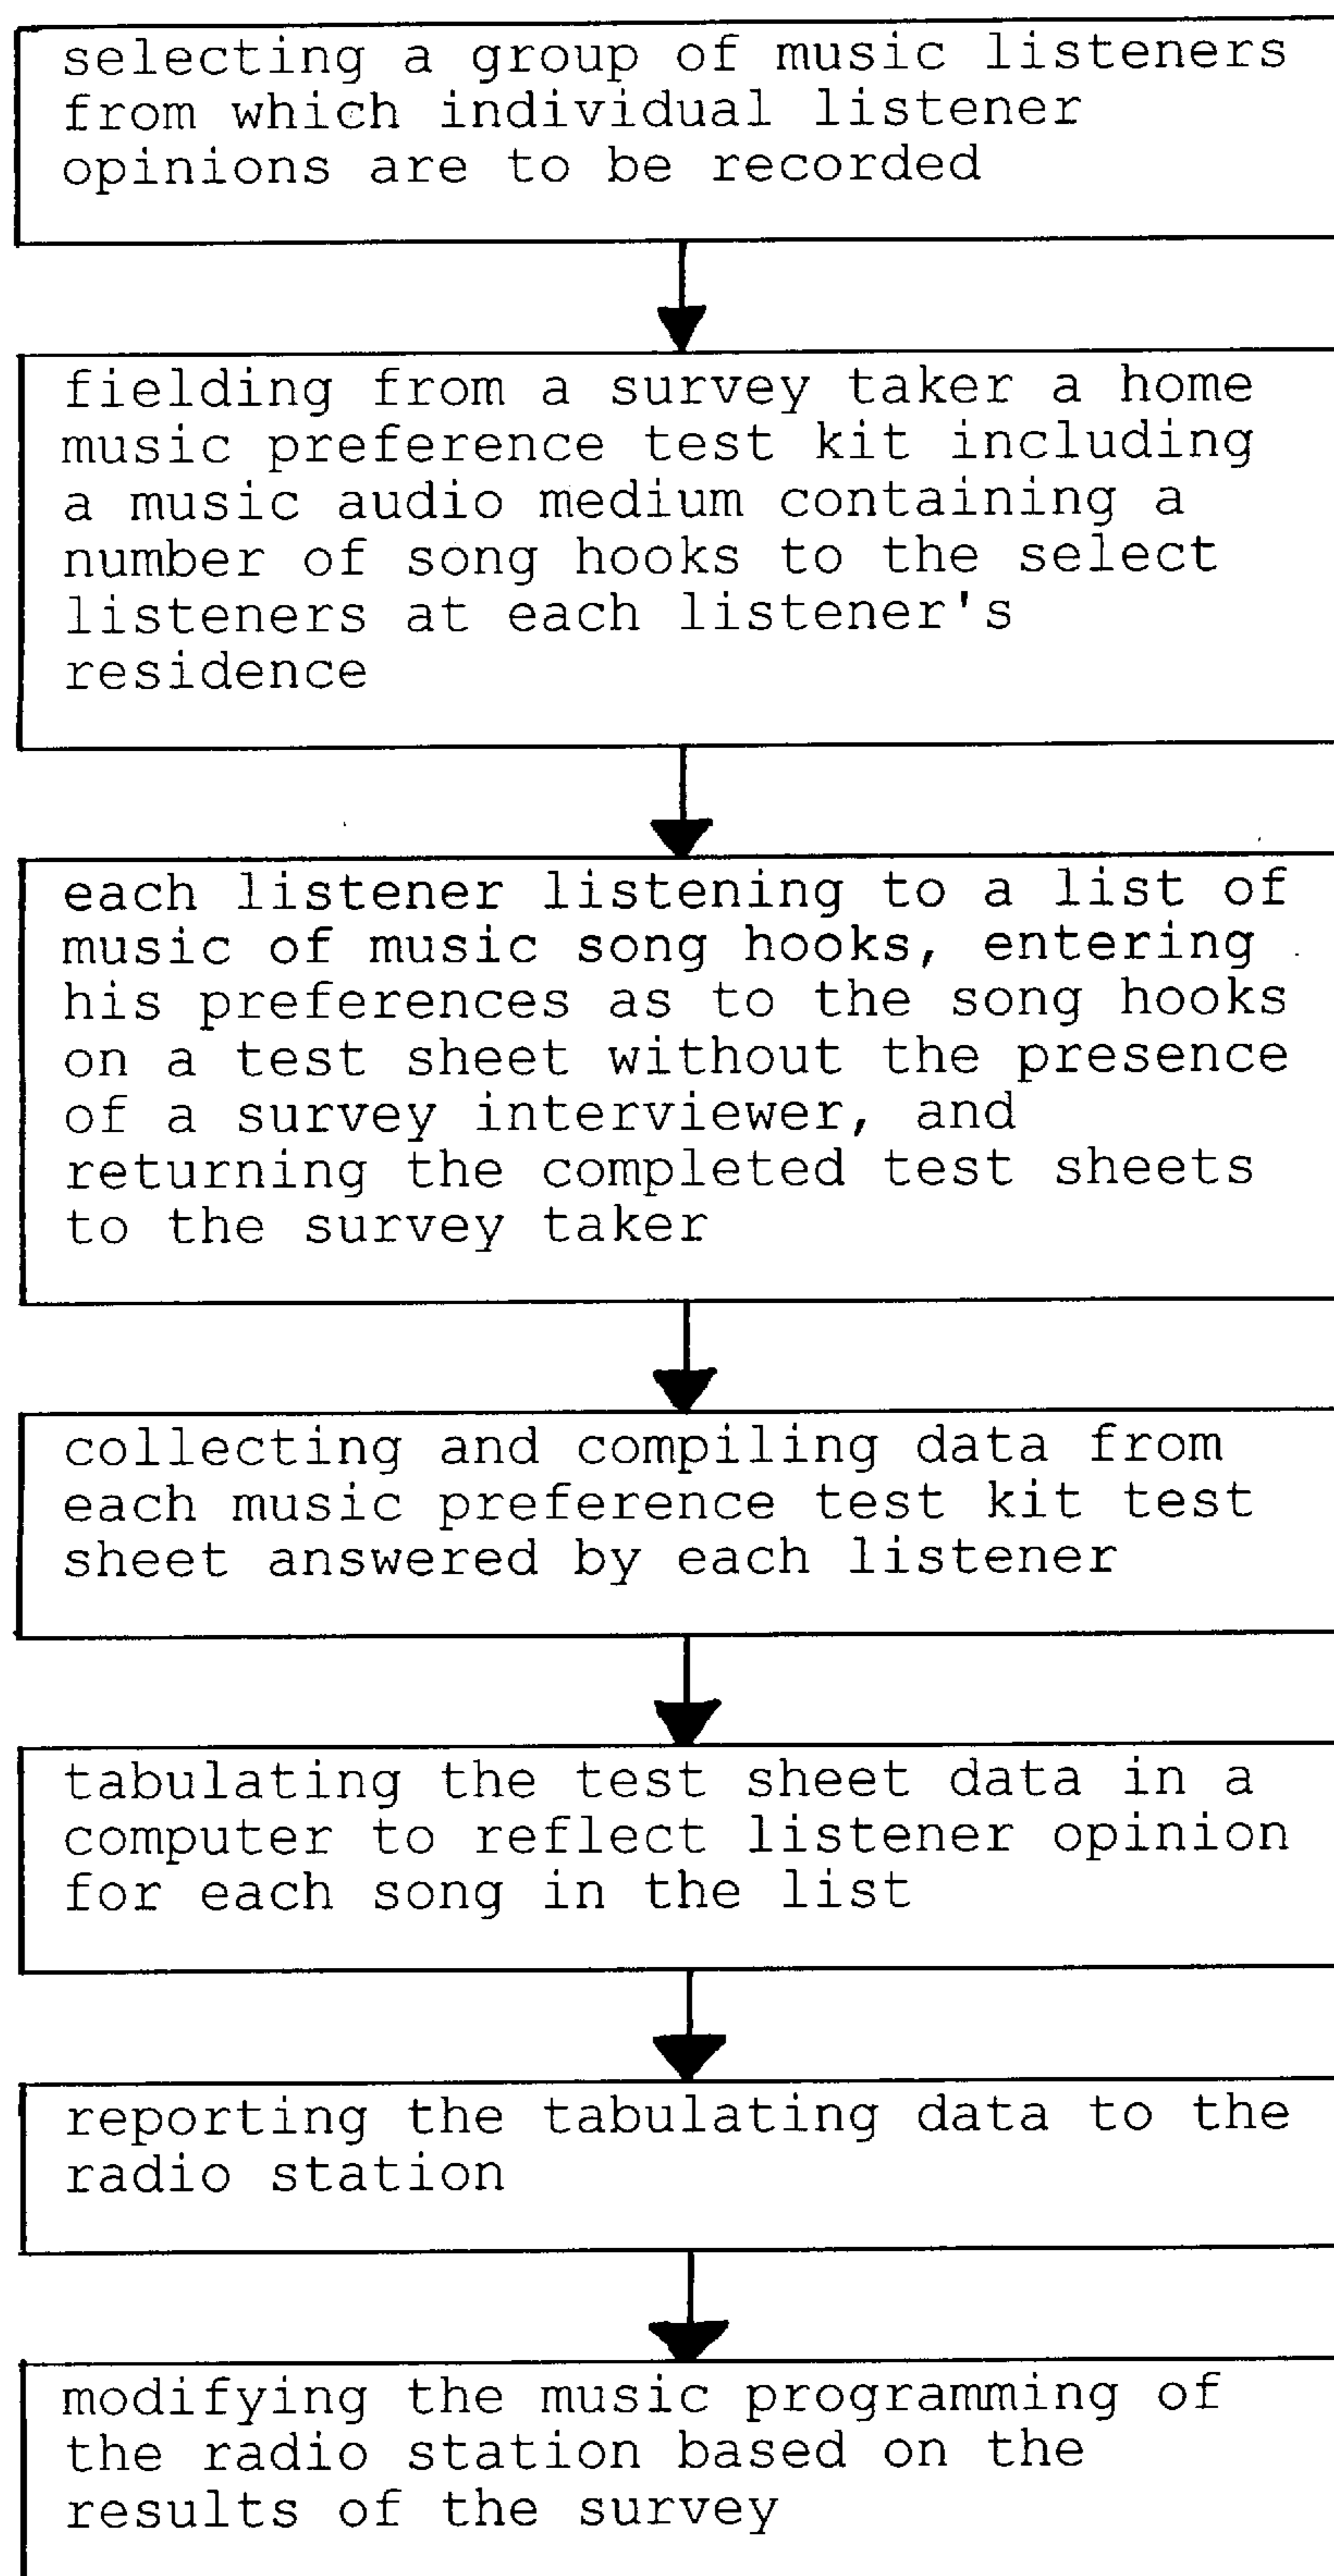 selecting a group of music listeners
from which individual listener
opinions are to be recorded
fielding from a survey taker a home
music preference test kit including
a music audio medium containing a
number of song hooks to the select
listeners at each listener's
residence
each listener listening to a list of
music of music song hooks, entering
his preferences as to the song hooks
on a test sheet without the presence
of a survey interviewer, and
returning the completed test sheets
to the survey taker
collecting and compiling data from
each music preference test kit test
sheet answered by each listener
tabulating the test sheet data in a
computer to reflect listener opinion
for each song in the list
reporting the tabulating data to the
radio station
modifying the music programming of
the radio station based on the
results of the survey